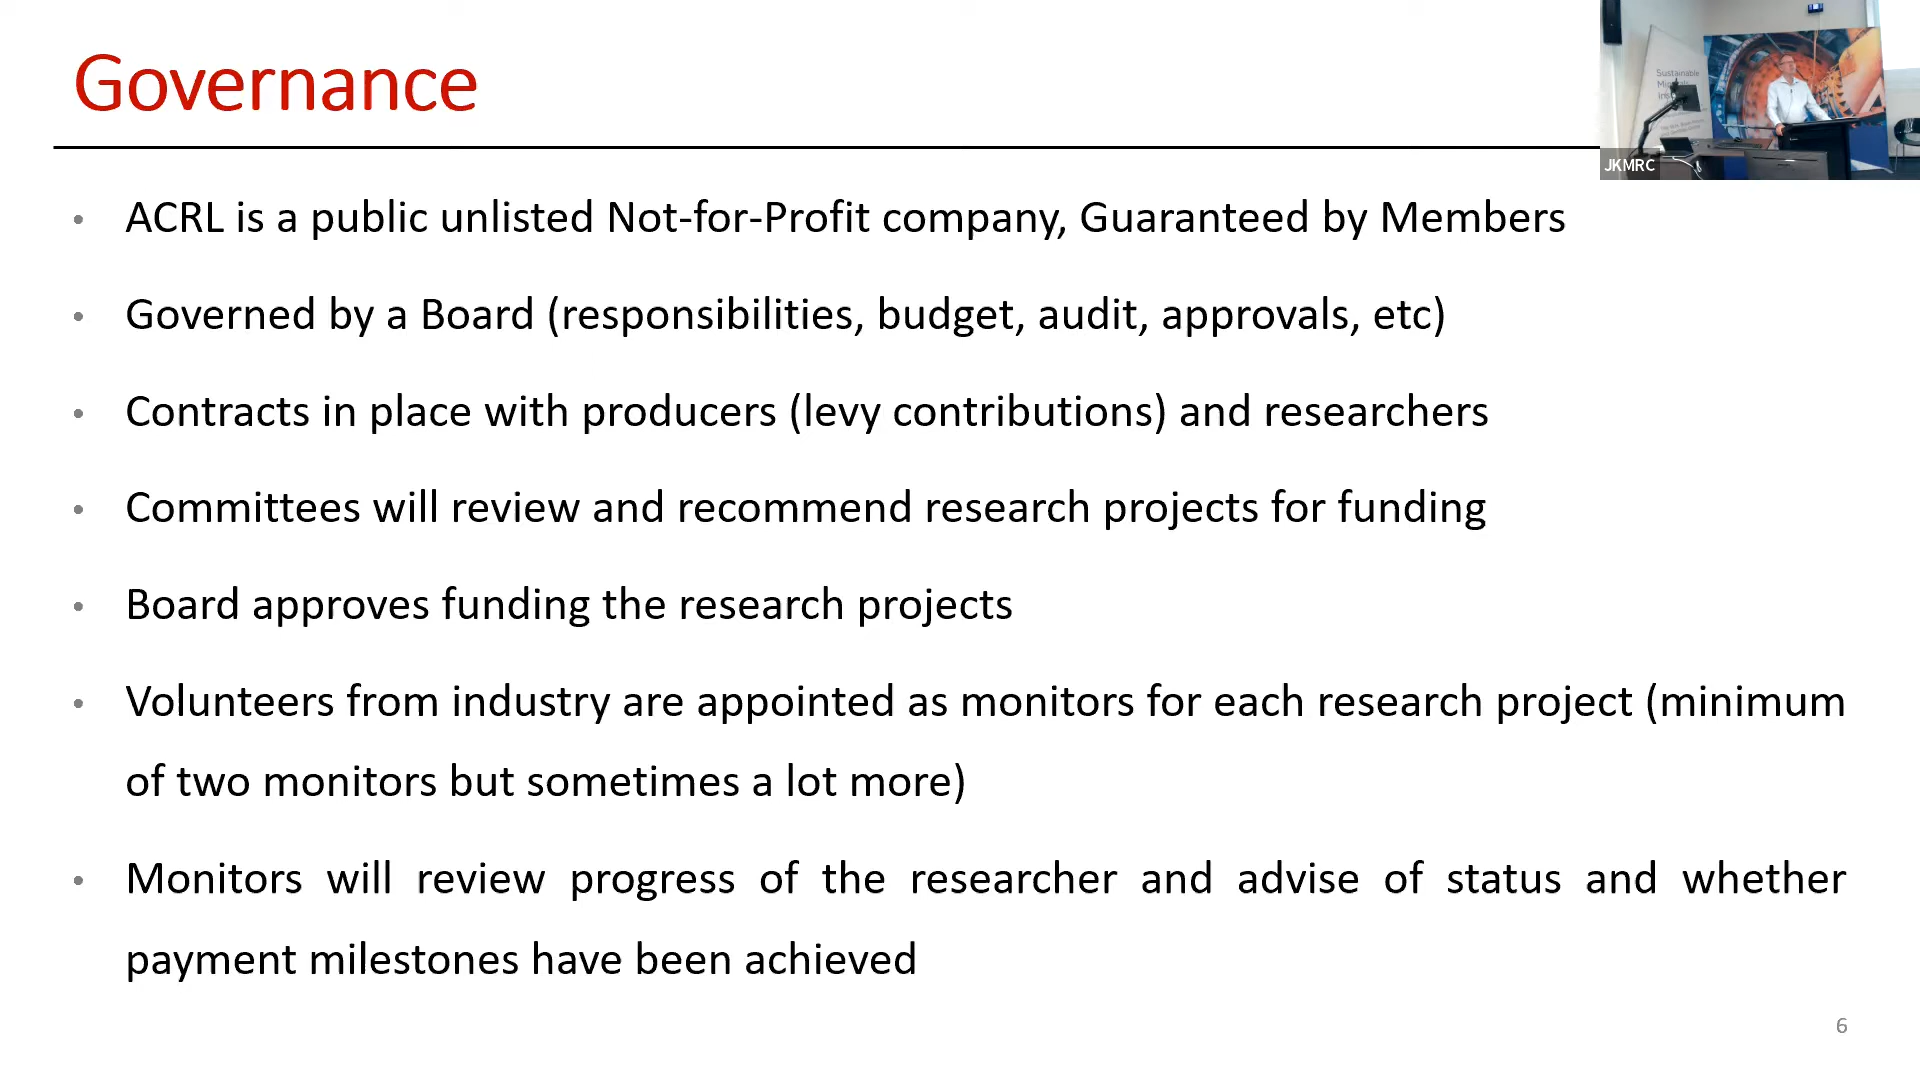 Governance
Sustainable
JKMRC
• ACRL is a public unlisted Not-for-Profit company, Guaranteed by Members
• Governed by a Board (responsibilities, budget, audit, approvals, etc)
• Contracts in place with producers (levy contributions) and researchers
• Committees will review and recommend research projects for funding
• Board approves funding the research projects
• Volunteers from industry are appointed as monitors for each research project (minimum
of two monitors but sometimes a lot more)
• Monitors will review progress of the researcher and advise of status and whether
payment milestones have been achieved
6